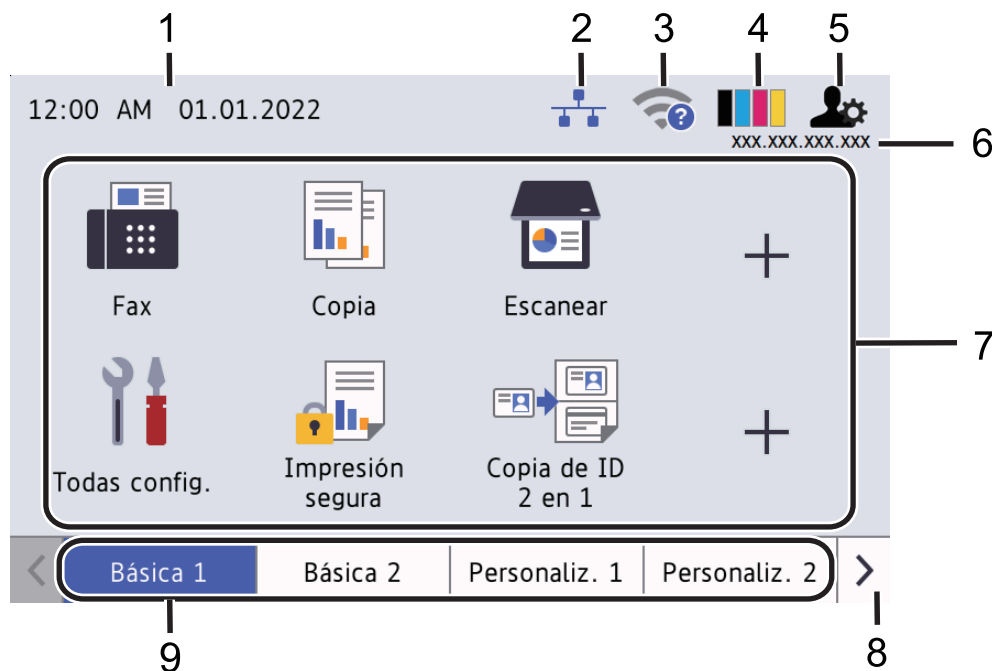 1 2 3 4 5
12:00 AM 01.01.2022
?
XXX.XXX.XXX.XXX 6
Fax Copia Escanear
7
Todas config. Impresión segura Copia de ID 2 en 1
Básica 1 Básica 2 Personaliz. 1 Personaliz. 2
9 8